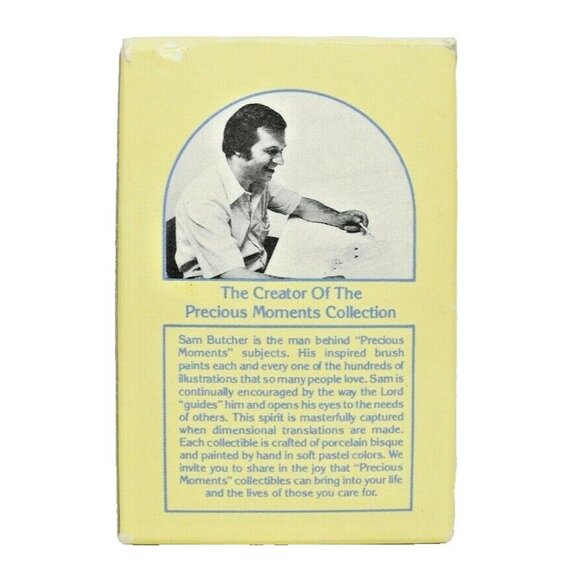 The Creator Of The
Precious Moments Collection
Sam Butcher is the man behind "Precious
Moments" subjects. His inspired brush
paints each and every one of the hundreds of
illustrations that so many people love. Sam is
continually encouraged by the way the Lord
"guides" him and opens his eyes to the needs
of others. This spirit is masterfully captured
when dimensional translations are made.
Each collectible is crafted of porcelain bisque
and painted by hand in soft pastel colors. We
invite you to share in the joy that "Precious
Moments" collectibles can bring into your life
and the lives of those you care for.